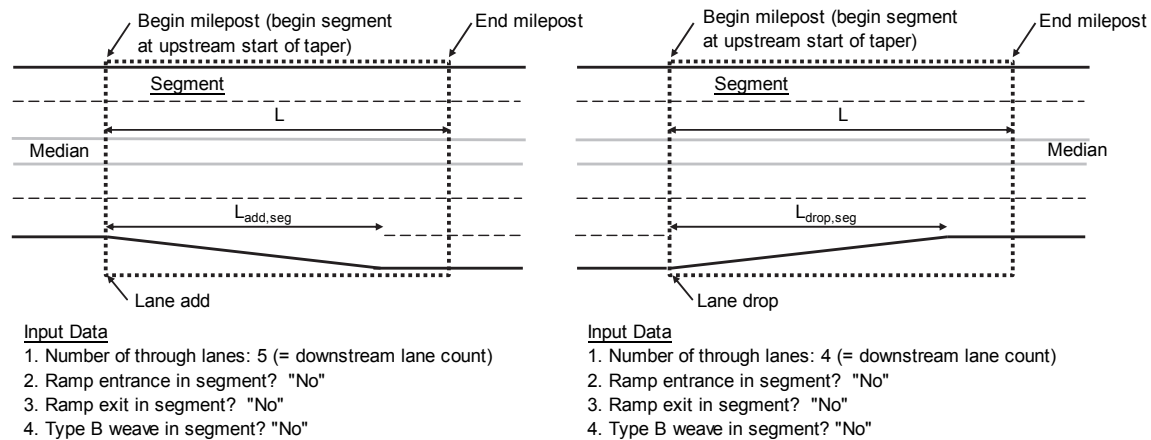 Begin milepost (begin segment
at upstream start of taper)
End milepost
Segment
L
Median
Ladd,seg
Lane add
Input Data
1. Number of through lanes: 5 (= downstream lane count)
2. Ramp entrance in segment? "No"
3. Ramp exit in segment? "No"
4. Type B weave in segment? "No"
Begin milepost (begin segment
at upstream start of taper)
End milepost
Segment
L
Median
Ldrop,seg
Lane drop
Input Data
1. Number of through lanes: 4 (= downstream lane count)
2. Ramp entrance in segment? "No"
3. Ramp exit in segment? "No"
4. Type B weave in segment? "No"